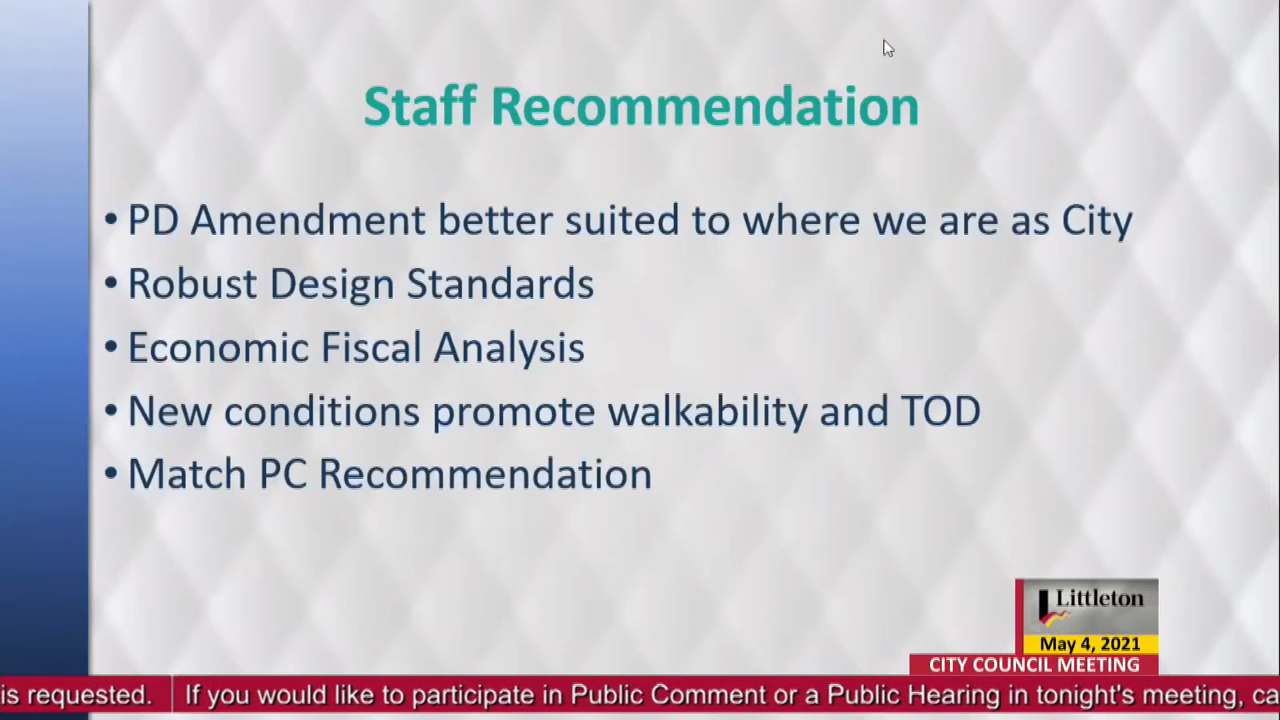 Staff Recommendation
• PD Amendment better suited to where we are as City
• Robust Design Standards
• Economic Fiscal Analysis
• New conditions promote walkability and TOD
• Match PC Recommendation
Littleton
May 4, 2021
CITY COUNCIL MEETING
is requested. If you would like to participate in Public Comment or a Public Hearing in tonight's meeting, ca